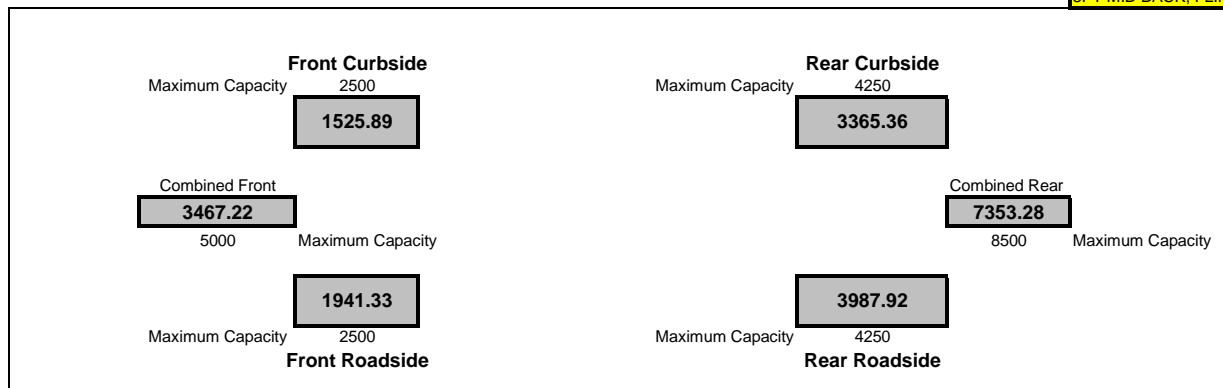 Front Curbside Rear Curbside
Maximum Capacity 2500 Maximum Capacity 4250
1525.89 3365.36
Combined Front Combined Rear
3467.22 7353.28
5000 Maximum Capacity 8500 Maximum Capacity
1941.33 3987.92
Maximum Capacity 2500 Maximum Capacity 4250
Front Roadside Rear Roadside